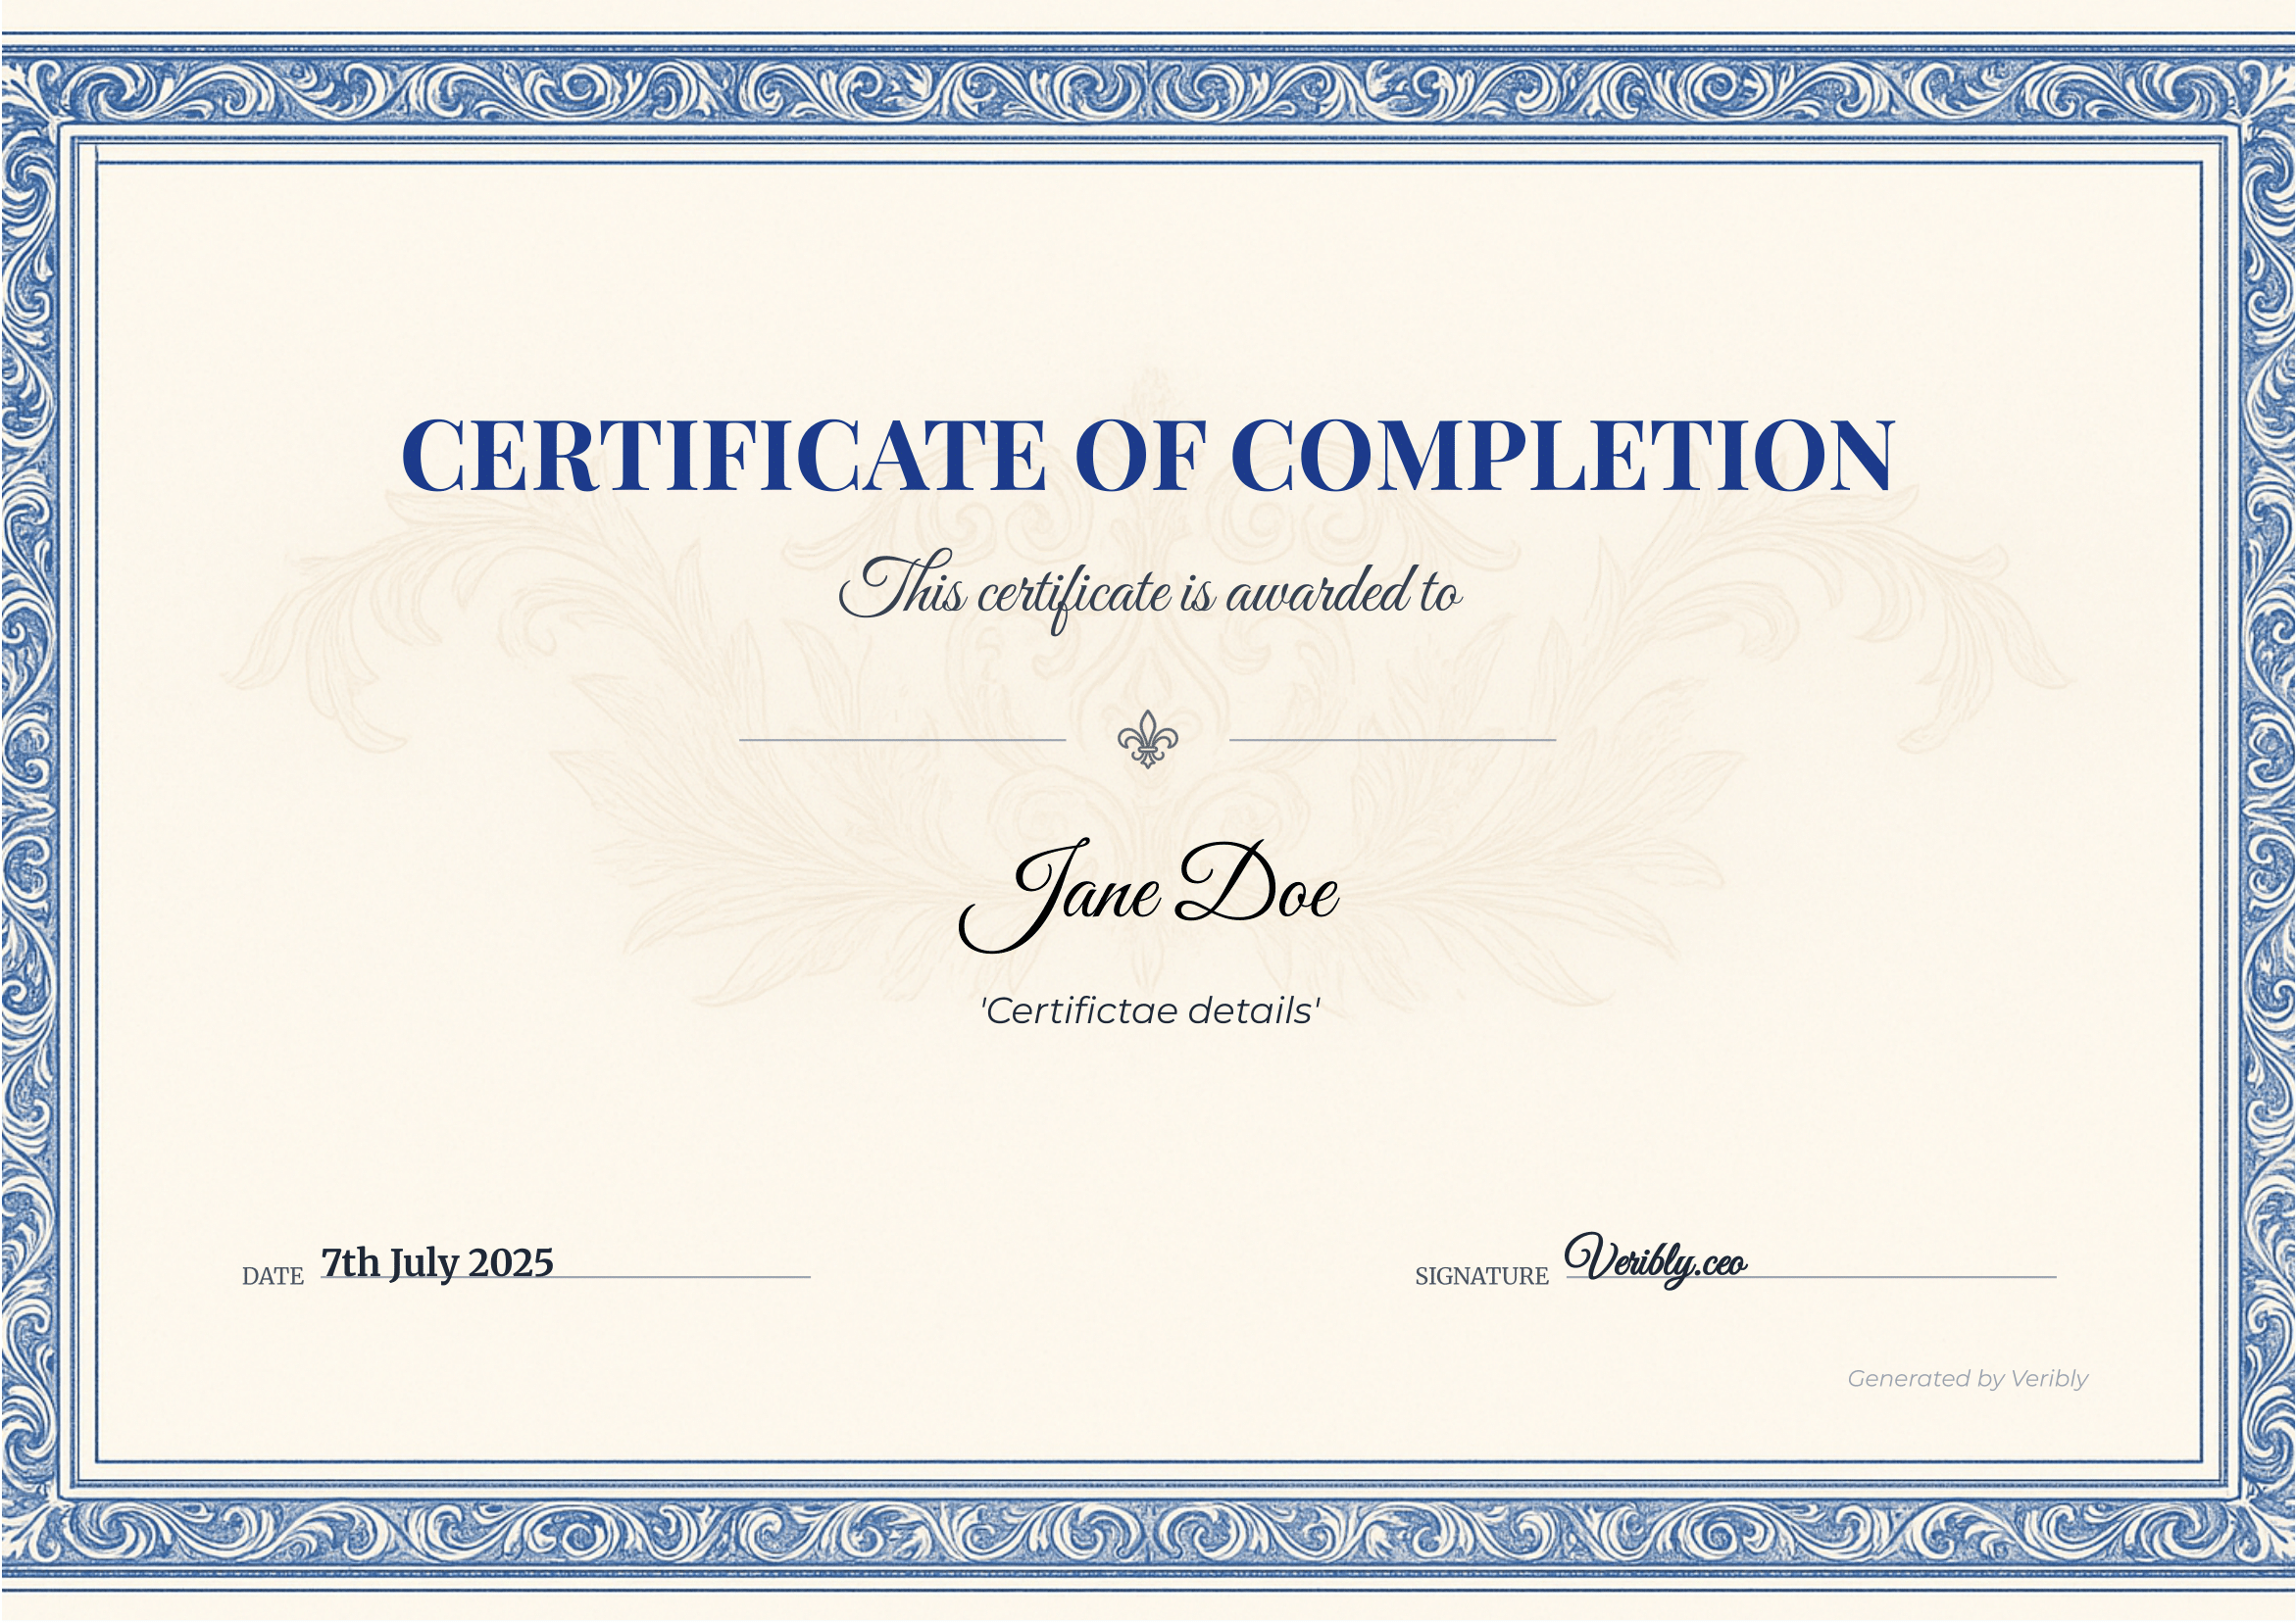 CERTIFICATE OF COMPLETION
This certificate is awarded to
Jane Doe
'Certifictae details'
DATE 7th July 2025
SIGNATURE Veribly.ceo
Generated by Veribly